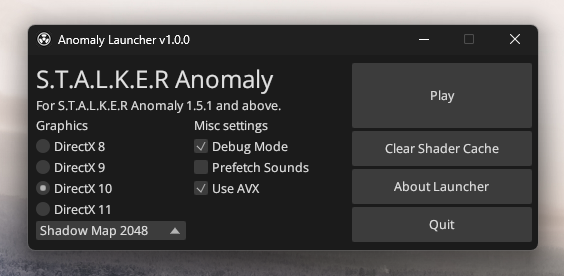 Anomaly Launcher v1.0.0
S.T.A.L.K.E.R Anomaly
For S.T.A.L.K.E.R Anomaly 1.5.1 and above.
Graphics
DirectX 8
DirectX 9
DirectX 10
DirectX 11
Shadow Map 2048
Misc settings
Debug Mode
Prefetch Sounds
Use AVX
Play
Clear Shader Cache
About Launcher
Quit